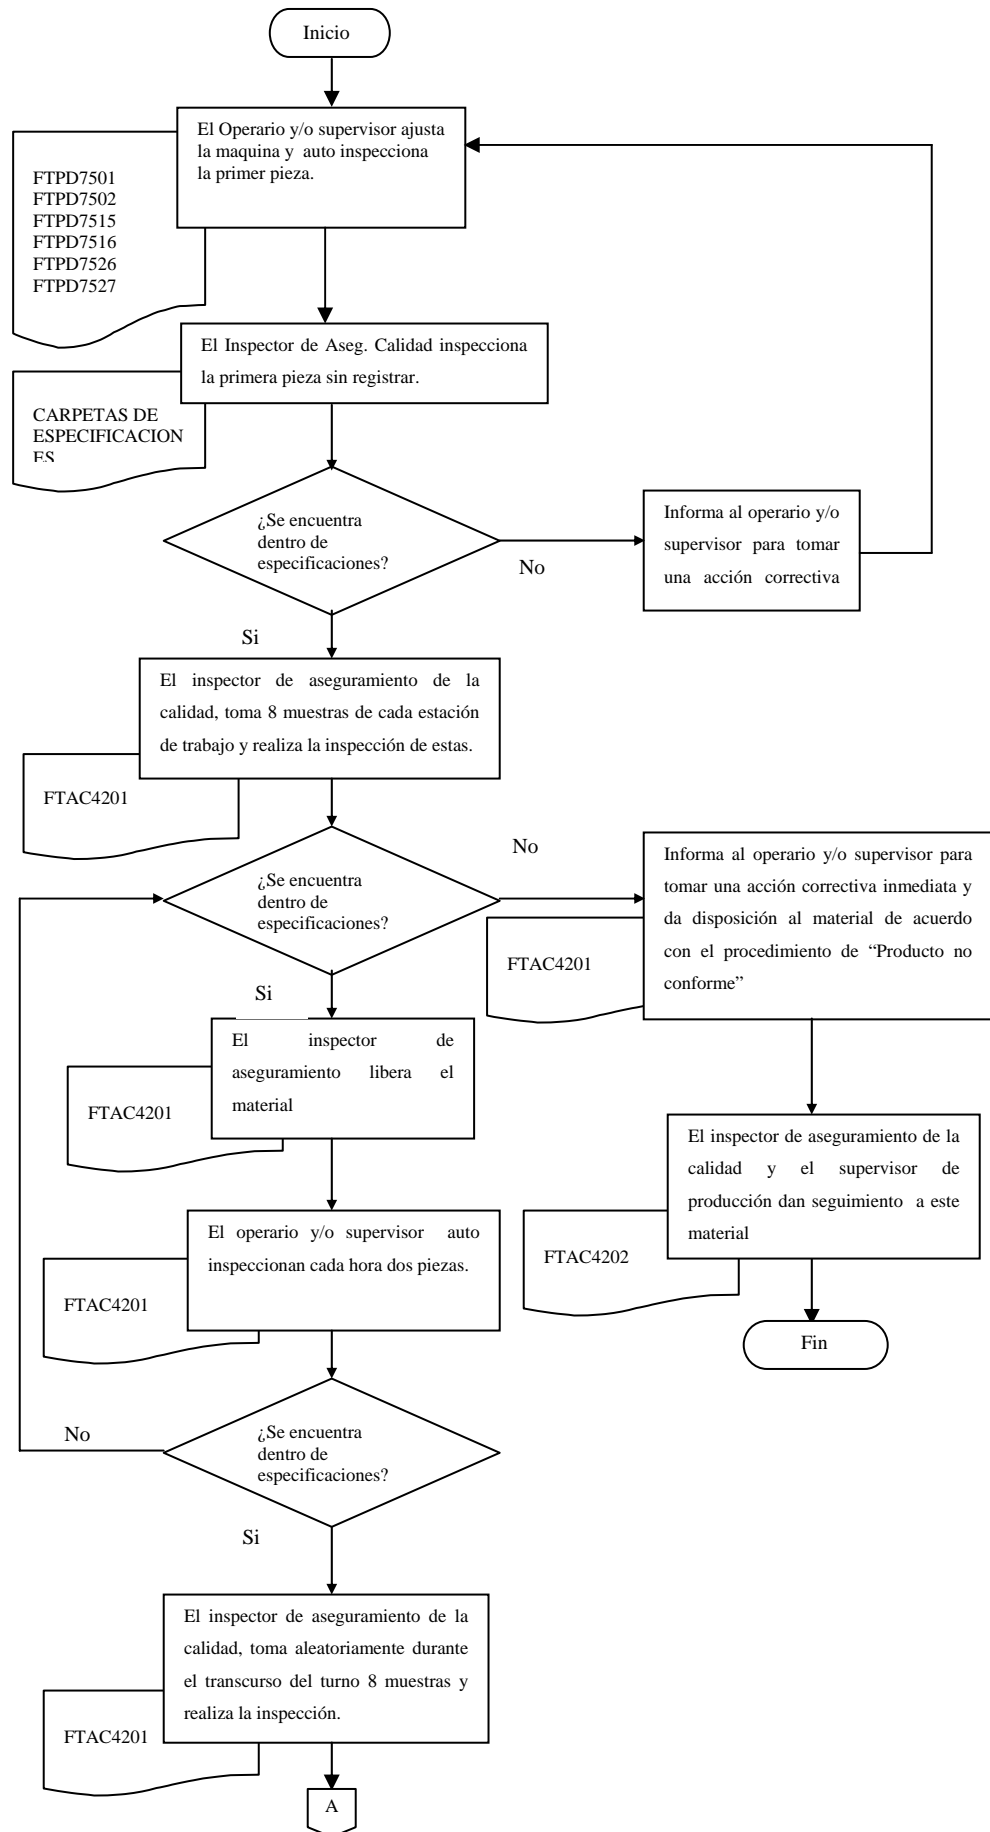 Inicio
El Operario y/o supervisor ajusta
la maquina y auto inspecciona
la primer pieza.
FTPD7501
FTPD7502
FTPD7515
FTPD7516
FTPD7526
FTPD7527
El Inspector de Aseg. Calidad inspecciona
la primera pieza sin registrar.
CARPETAS DE
ESPECIFICACION
ES
¿Se encuentra
dentro de
especificaciones?
No
Informa al operario y/o
supervisor para tomar
una acción correctiva
Si
El inspector de aseguramiento de la
calidad, toma 8 muestras de cada estación
de trabajo y realiza la inspección de estas.
FTAC4201
¿Se encuentra
dentro de
especificaciones?
No
Informa al operario y/o supervisor para
tomar una acción correctiva inmediata y
da disposición al material de acuerdo
con el procedimiento de “Producto no
conforme”
FTAC4201
Si
El inspector de
aseguramiento libera el
material
FTAC4201
El inspector de aseguramiento de la
calidad y el supervisor de
producción dan seguimiento a este
material
FTAC4202
El operario y/o supervisor auto
inspeccionan cada hora dos piezas.
FTAC4201
Fin
¿Se encuentra
dentro de
especificaciones?
No
Si
El inspector de aseguramiento de la
calidad, toma aleatoriamente durante
el transcurso del turno 8 muestras y
realiza la inspección.
FTAC4201
A